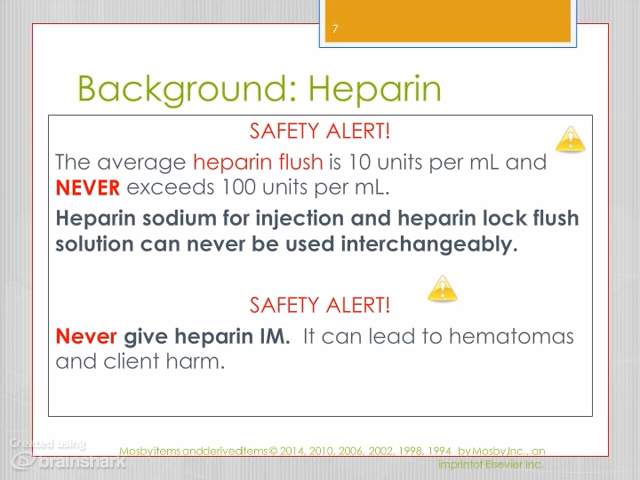 7
Background: Heparin
SAFETY ALERT!
The average heparin flush is 10 units per mL and
NEVER exceeds 100 units per mL.
Heparin sodium for injection and heparin lock flush
solution can never be used interchangeably.
SAFETY ALERT!
Never give heparin IM.  It can lead to hematomas
and client harm.
Created using
brainshark
Mosby items and derived items © 2014, 2010, 2006, 2002, 1998, 1994 by Mosby, Inc., an
imprint of Elsevier Inc.